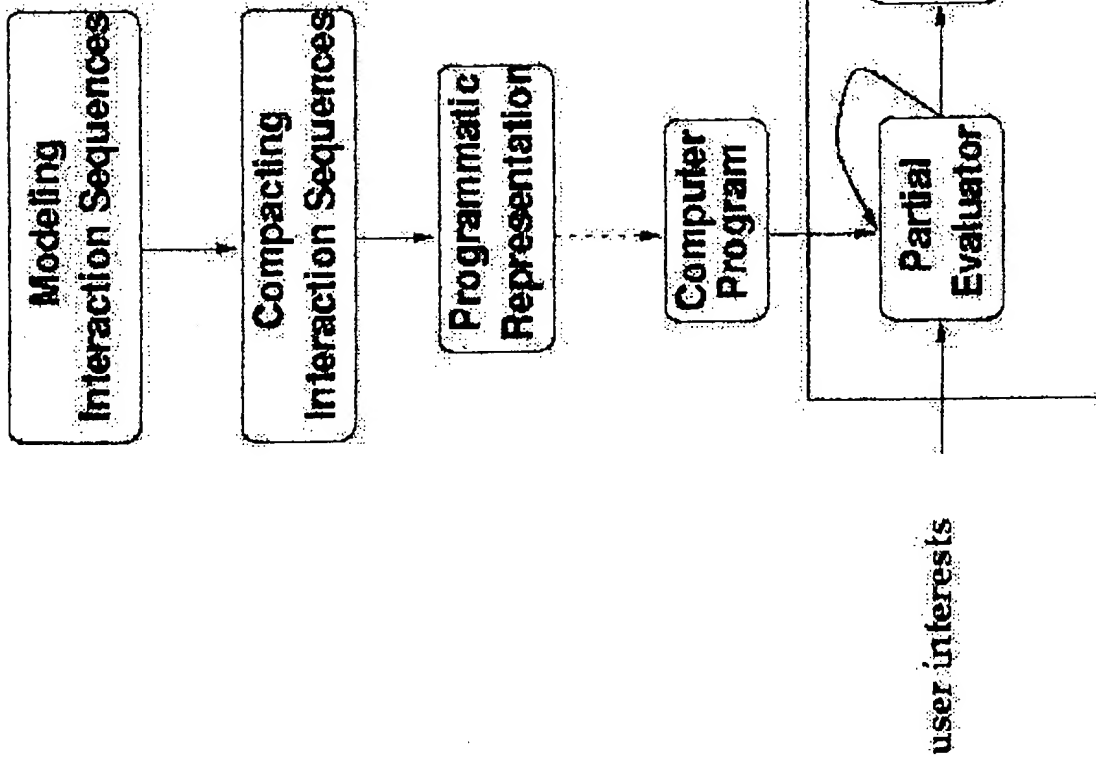 Modeling
Interaction Sequences
Compacting
Interaction Sequences
Programmatic
Representation
Computer
Program
Partial
Evaluator
user interests